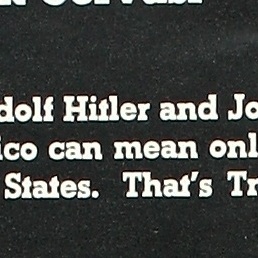 dolf Hitler and Jo
ico can mean onl
States. That's Tr